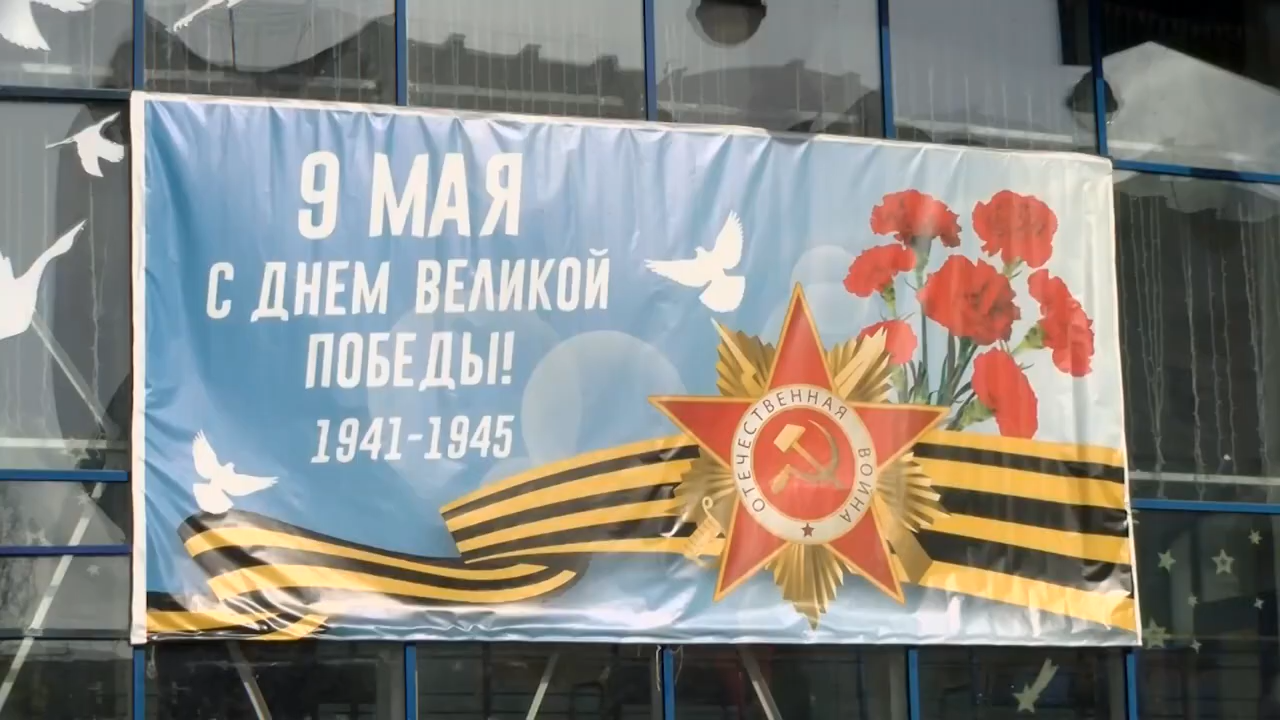 9 МАЯ
С ДНЕМ ВЕЛИКОЙ
ПОБЕДЫ!
1941-1945
ОТЕЧЕСТВЕННАЯ ВОЙНА